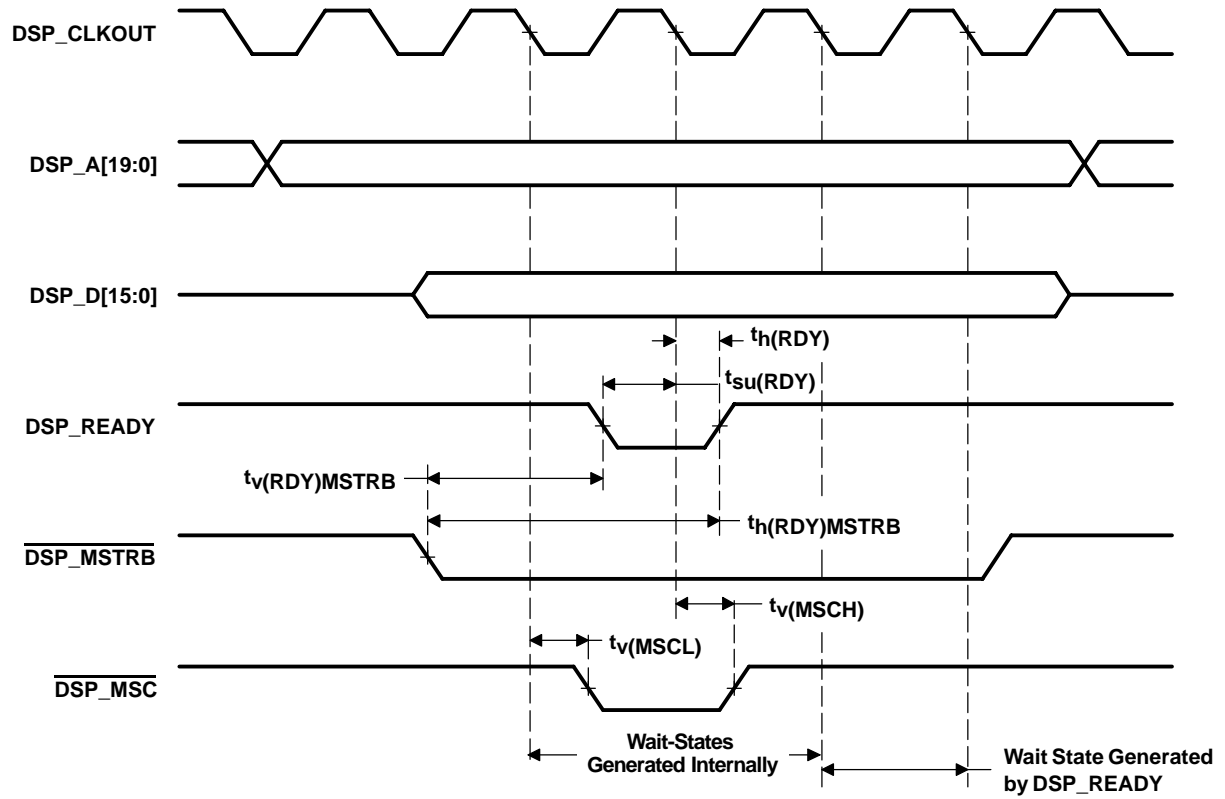 DSP_CLKOUT
DSP_A[19:0]
DSP_D[15:0]
th(RDY)
tsu(RDY)
DSP_READY
tv(RDY)MSTRB
th(RDY)MSTRB
DSP_MSTRB
tv(MSCH)
tv(MSCL)
DSP_MSC
Wait-States
Generated Internally
Wait State Generated
by DSP_READY